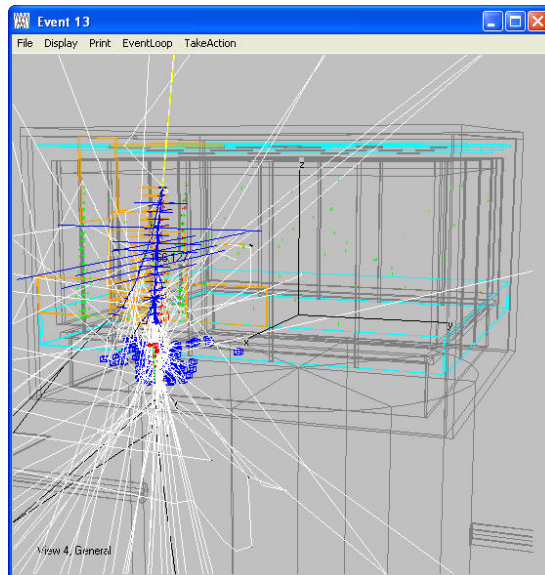 Event 13
File Display Print EventLoop TakeAction
z
y
x
View 4, General